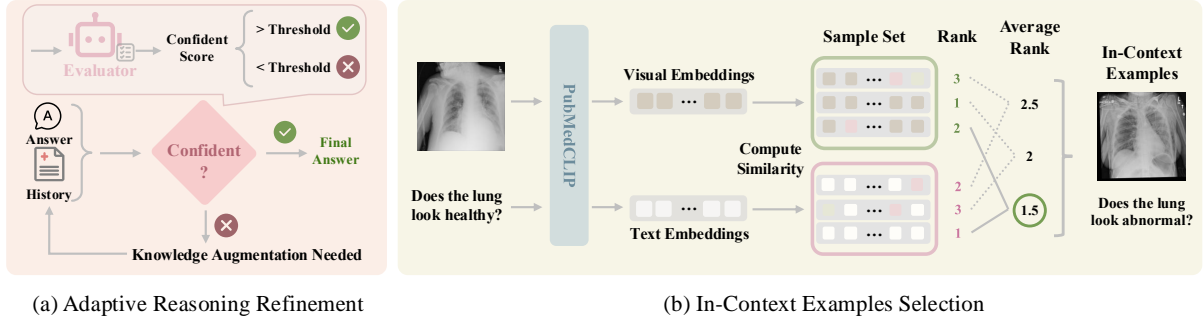 Evaluator
Confident
Score
> Threshold
< Threshold
A
Answer
History
Confident
?
Final
Answer
Knowledge Augmentation Needed
(a) Adaptive Reasoning Refinement
Does the lung
look healthy?
PubMedCLIP
Visual Embeddings
Text Embeddings
Compute
Similarity
Sample Set
Rank
3
1
2
2
3
1
Average
Rank
2.5
2
1.5
In-Context
Examples
Does the lung
look abnormal?
(b) In-Context Examples Selection